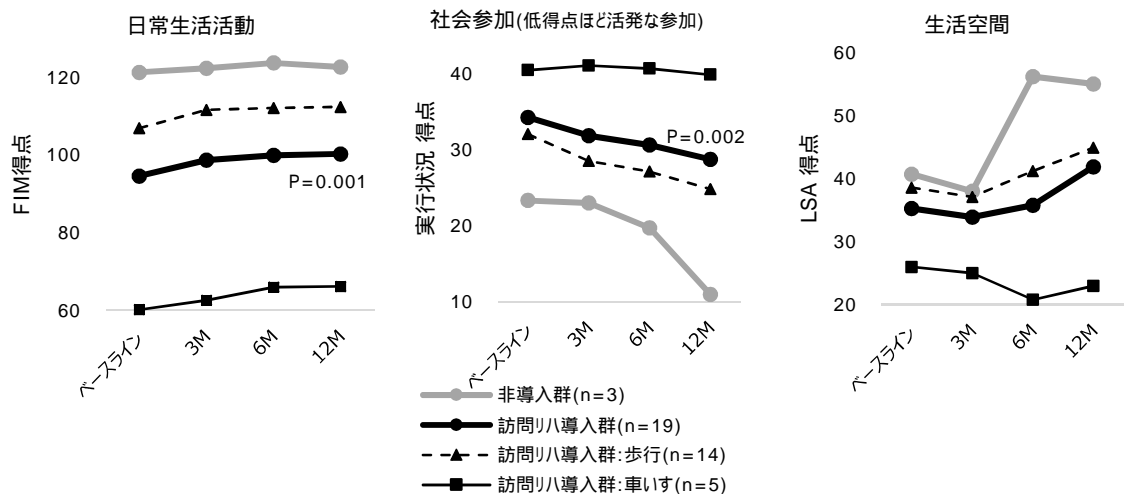 日常生活活動
FIM得点
120
100
80
60
P=0.001
ベースライン
3M
6M
12M
社会参加(低得点ほど活発な参加)
実行状況 得点
40
30
20
10
P=0.002
ベースライン
3M
6M
12M
生活空間
LSA 得点
60
50
40
30
20
ベースライン
3M
6M
12M
非導入群(n=3)
訪問リハ導入群(n=19)
訪問リハ導入群:歩行(n=14)
訪問リハ導入群:車いす(n=5)